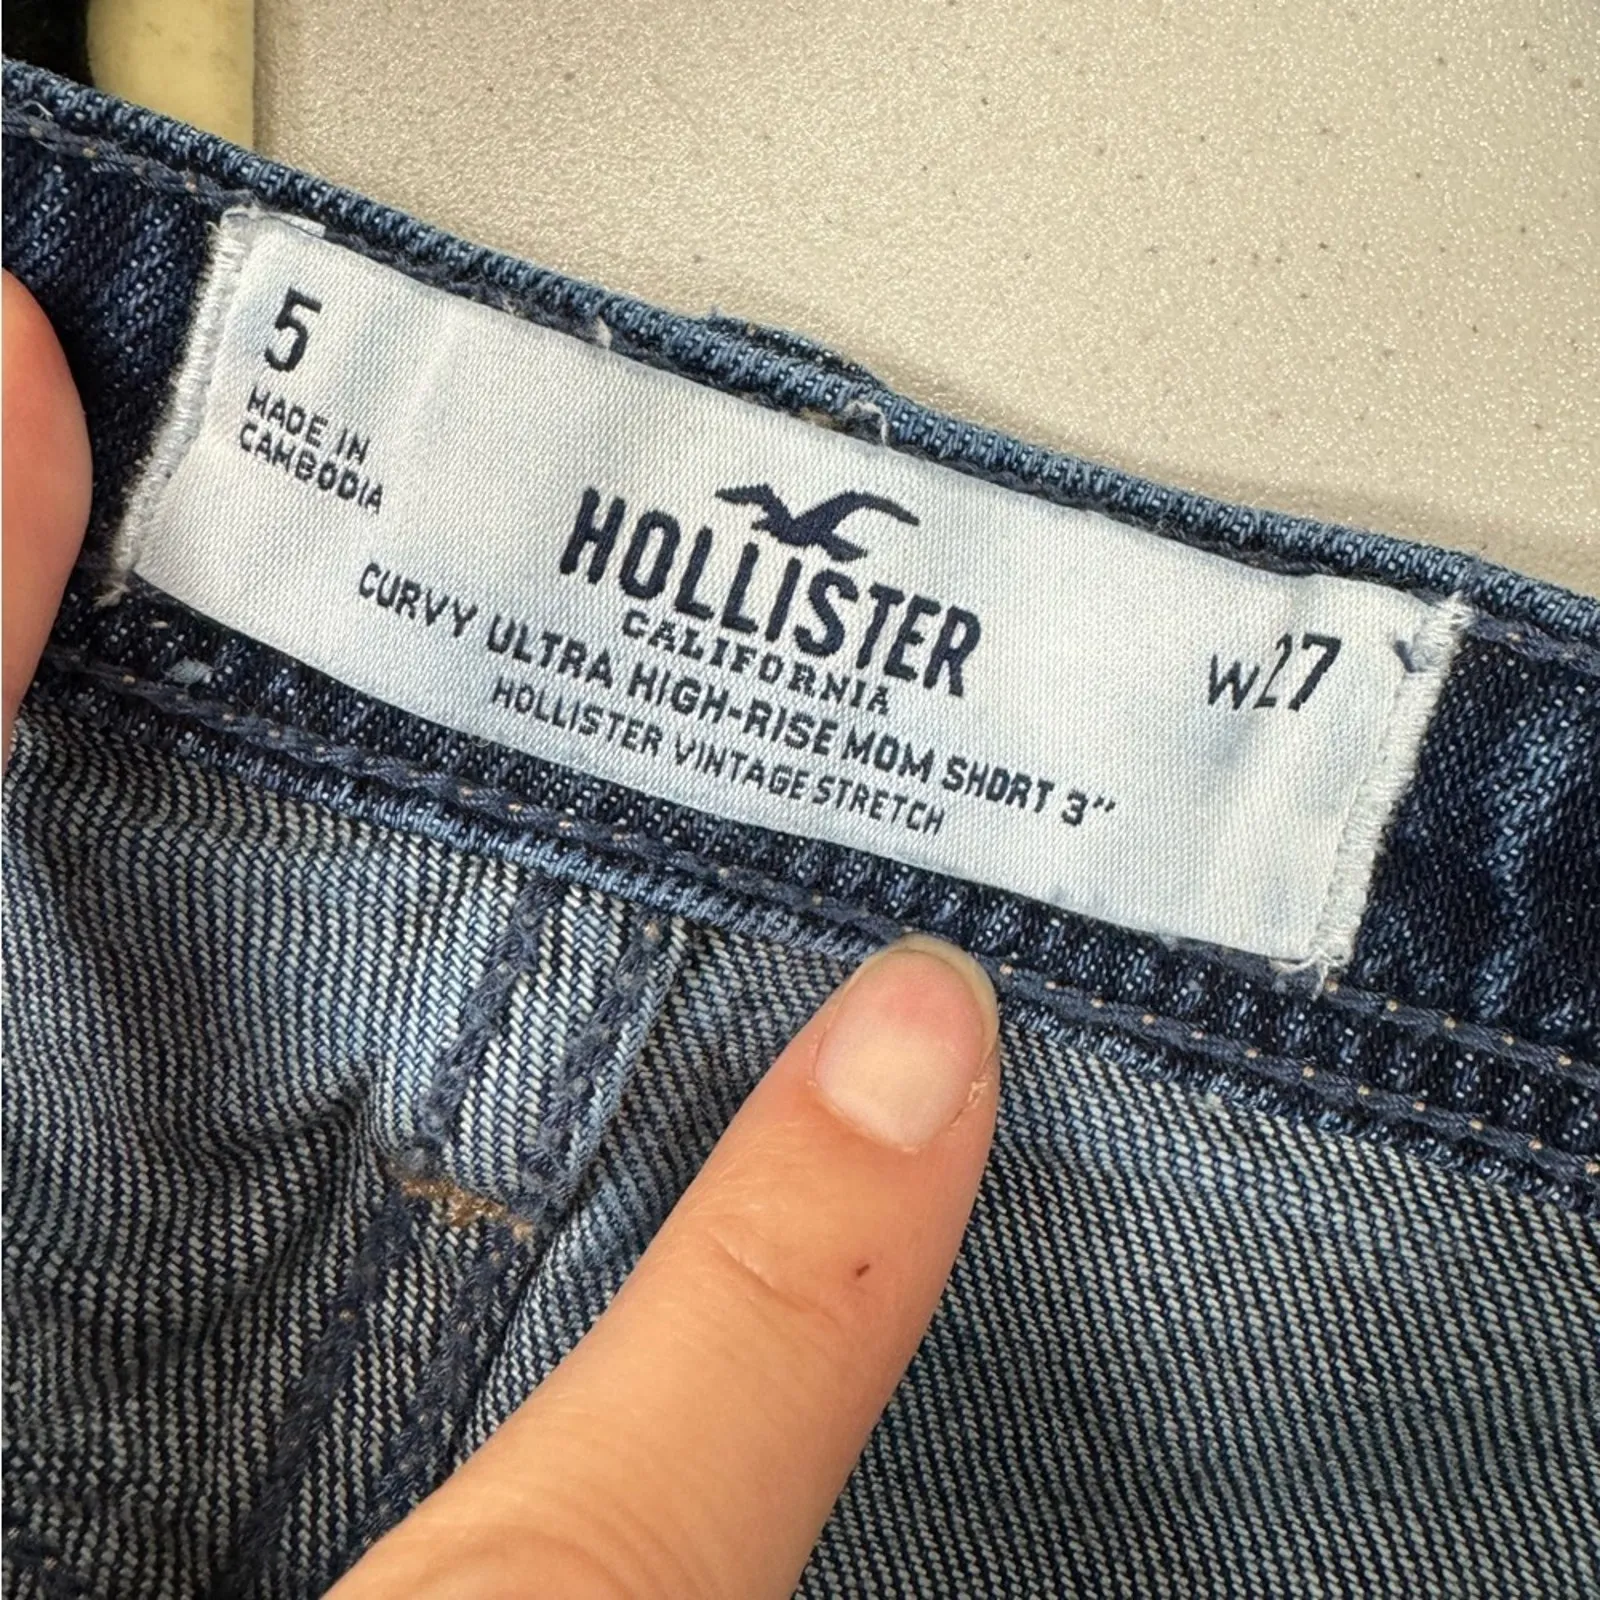 5
MADE IN
CAMBODIA
HOLLISTER
CALIFORNIA
CURVY ULTRA HIGH-RISE MOM SHORT 3"
HOLLISTER VINTAGE STRETCH
W27